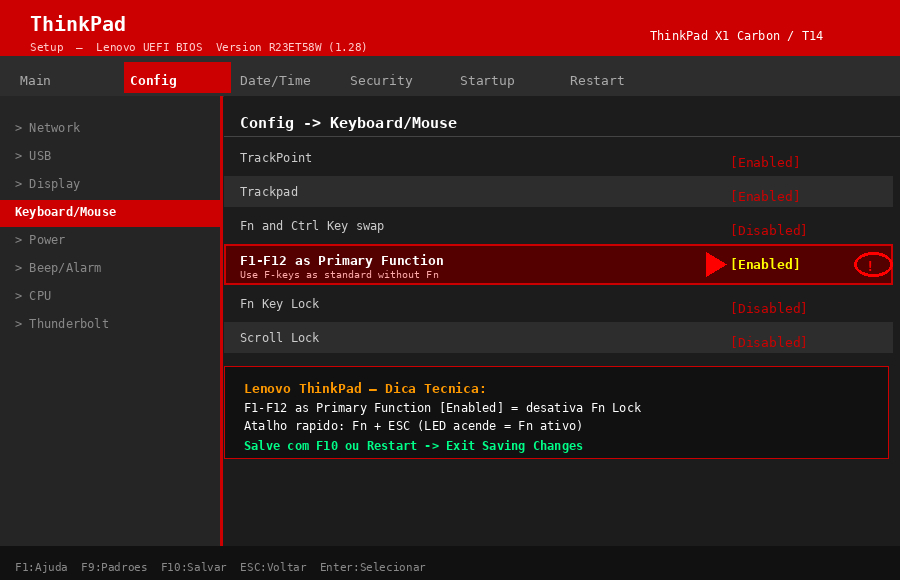 ThinkPad
Setup — Lenovo UEFI BIOS Version R23ET58W (1.28)
ThinkPad X1 Carbon / T14
Main Config Date/Time Security Startup Restart
> Network
> USB
> Display
Keyboard/Mouse
> Power
> Beep/Alarm
> CPU
> Thunderbolt
Config -> Keyboard/Mouse
TrackPoint [Enabled]
Trackpad [Enabled]
Fn and Ctrl Key swap [Disabled]
F1-F12 as Primary Function [Enabled] !
Use F-keys as standard without Fn
Fn Key Lock [Disabled]
Scroll Lock [Disabled]
Lenovo ThinkPad — Dica Tecnica:
F1-F12 as Primary Function [Enabled] = desativa Fn Lock
Atalho rapido: Fn + ESC (LED acende = Fn ativo)
Salve com F10 ou Restart -> Exit Saving Changes
F1:Ajuda F9:Padroes F10:Salvar ESC:Voltar Enter:Selecionar